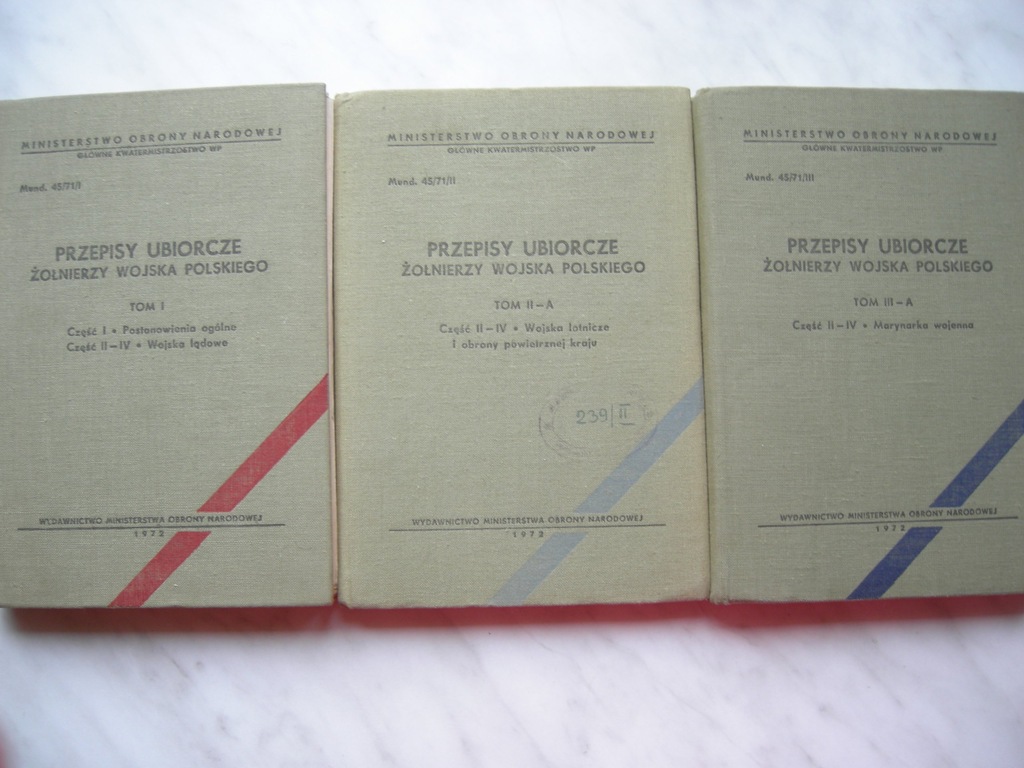 MINISTERSTWO OBRONY NARODOWEJ
GŁÓWNE KWATERMISTRZOSTWO WP
Mund. 45/71/I
PRZEPISY UBIORCZE
ŻOŁNIERZY WOJSKA POLSKIEGO
TOM I
Część I • Postanowienia ogólne
Część II–IV • Wojska lądowe
WYDAWNICTWO MINISTERSTWA OBRONY NARODOWEJ
1972
MINISTERSTWO OBRONY NARODOWEJ
GŁÓWNE KWATERMISTRZOSTWO WP
Mund. 45/71/II
PRZEPISY UBIORCZE
ŻOŁNIERZY WOJSKA POLSKIEGO
TOM II–A
Część II–IV • Wojska lotnicze
i obrony powietrznej kraju
239/II
WYDAWNICTWO MINISTERSTWA OBRONY NARODOWEJ
1972
MINISTERSTWO OBRONY NARODOWEJ
GŁÓWNE KWATERMISTRZOSTWO WP
Mund. 45/71/III
PRZEPISY UBIORCZE
ŻOŁNIERZY WOJSKA POLSKIEGO
TOM III–A
Część II–IV • Marynarka wojenna
WYDAWNICTWO MINISTERSTWA OBRONY NARODOWEJ
1972